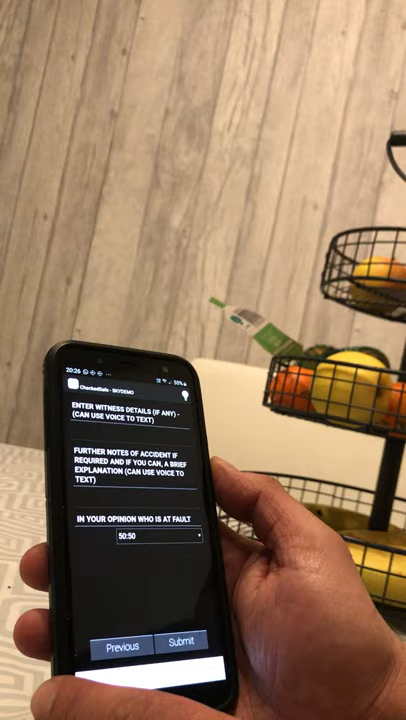 20:26
55%
CheckedSafe - SKYDEMO
ENTER WITNESS DETAILS (IF ANY) -
(CAN USE VOICE TO TEXT)
FURTHER NOTES OF ACCIDENT IF
REQUIRED AND IF YOU CAN, A BRIEF
EXPLANATION (CAN USE VOICE TO
TEXT)
IN YOUR OPINION WHO IS AT FAULT
50:50
Previous
Submit